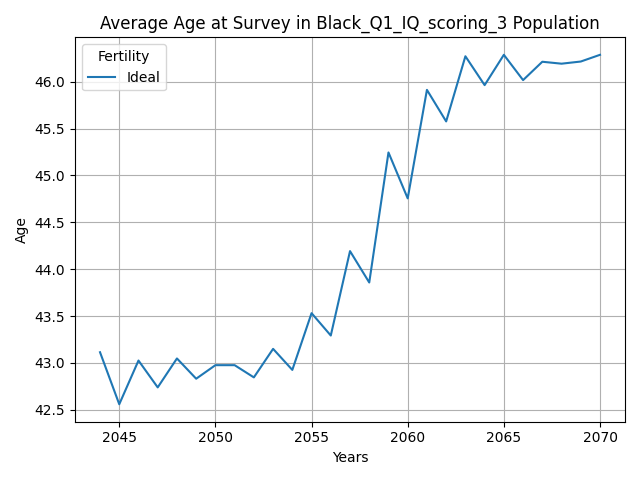 Average Age at Survey in Black_Q1_IQ_scoring_3 Population
Fertility
Ideal
46.0
45.5
45.0
44.5
44.0
43.5
43.0
42.5
Age
2045 2050 2055 2060 2065 2070
Years